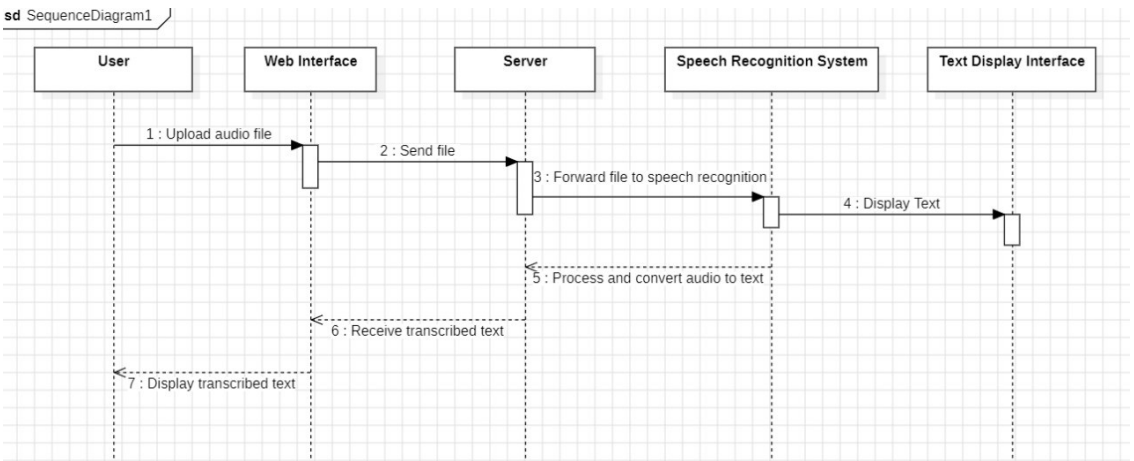 sd SequenceDiagram1
User
Web Interface
Server
Speech Recognition System
Text Display Interface
1 : Upload audio file
2 : Send file
3 : Forward file to speech recognition
4 : Display Text
5 : Process and convert audio to text
6 : Receive transcribed text
7 : Display transcribed text